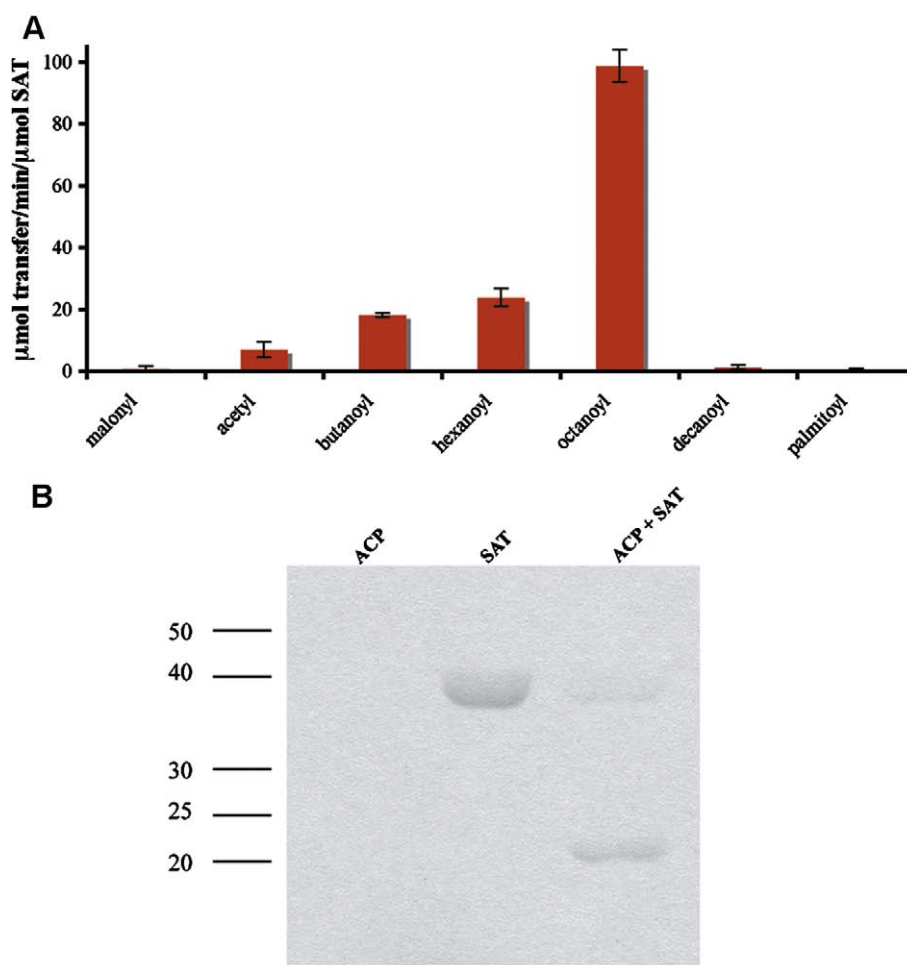 A
µmol transfer/min/µmol SAT
100
80
60
40
20
0
malonyl
acetyl
butanoyl
hexanoyl
octanoyl
decanoyl
palmitoyl
B
ACP
SAT
ACP + SAT
50
40
30
25
20